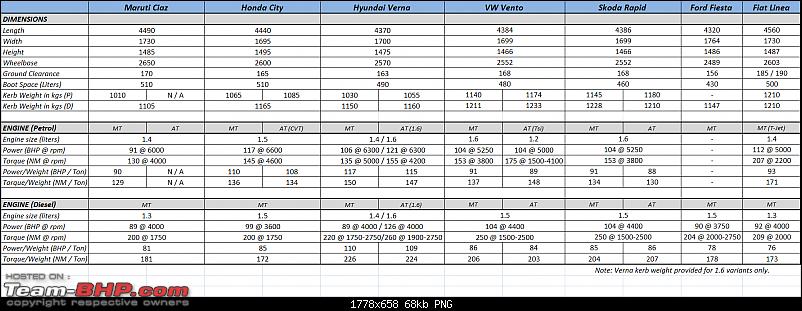 Maruti Ciaz Honda City Hyundai Verna VW Vento Skoda Rapid Ford Fiesta Fiat Linea
DIMENSIONS
Length 4490 4440 4370 4384 4386 4320 4560
Width 1730 1695 1700 1699 1699 1764 1730
Height 1485 1495 1475 1466 1466 1486 1487
Wheelbase 2650 2600 2570 2552 2552 2489 2603
Ground Clearance 170 165 163 168 168 156 185 / 190
Boot Space (Liters) 510 510 490 480 460 430 500
Kerb Weight in kgs (P) 1010 N / A 1065 1085 1030 1055 1140 1174 1145 1180 - 1210
Kerb Weight in kgs (D) 1105 1165 1150 1160 1211 1233 1228 1210 1147 1210
ENGINE (Petrol) MT AT MT AT (CVT) MT AT (1.6) MT AT (TSI) MT AT MT MT (T-Jet)
Engine size (liters) 1.4 1.5 1.4 / 1.6 1.6 1.2 1.6 - 1.4
Power (BHP @ rpm) 91 @ 6000 117 @ 6600 106 @ 6300 / 121 @ 6300 104 @ 5250 104 @ 5000 104 @ 5250 - 112 @ 5000
Torque (NM @ rpm) 130 @ 4000 145 @ 4600 135 @ 5000 / 155 @ 4200 153 @ 3800 175 @ 1500-4100 153 @ 3800 - 207 @ 2200
Power/Weight (BHP / Ton) 90 N / A 110 108 117 115 91 89 91 88 - 93
Torque/Weight (NM / Ton) 129 N / A 136 134 150 147 137 148 134 130 - 171
ENGINE (Diesel) MT MT MT AT (1.6) MT AT MT AT MT MT
Engine size (liters) 1.3 1.5 1.4 / 1.6 1.5 1.5 1.5 1.3
Power (BHP @ rpm) 89 @ 4000 99 @ 3600 89 @ 4000 / 126 @ 4000 104 @ 4400 104 @ 4400 90 @ 3750 92 @ 4000
Torque (NM @ rpm) 200 @ 1750 200 @ 1750 220 @ 1750-2750/ 260 @ 1900-2750 250 @ 1500-2500 250 @ 1500-2500 204 @ 2000-2750 209 @ 2000
Power/Weight (BHP / Ton) 81 85 110 109 86 84 85 86 78 76
Torque/Weight (NM / Ton) 181 172 226 224 206 203 204 207 178 173
Note: Verna kerb weight provided for 1.6 variants only.
HOSTED ON
Team-BHP.com
copyright respective owners
1778x658 68kb PNG